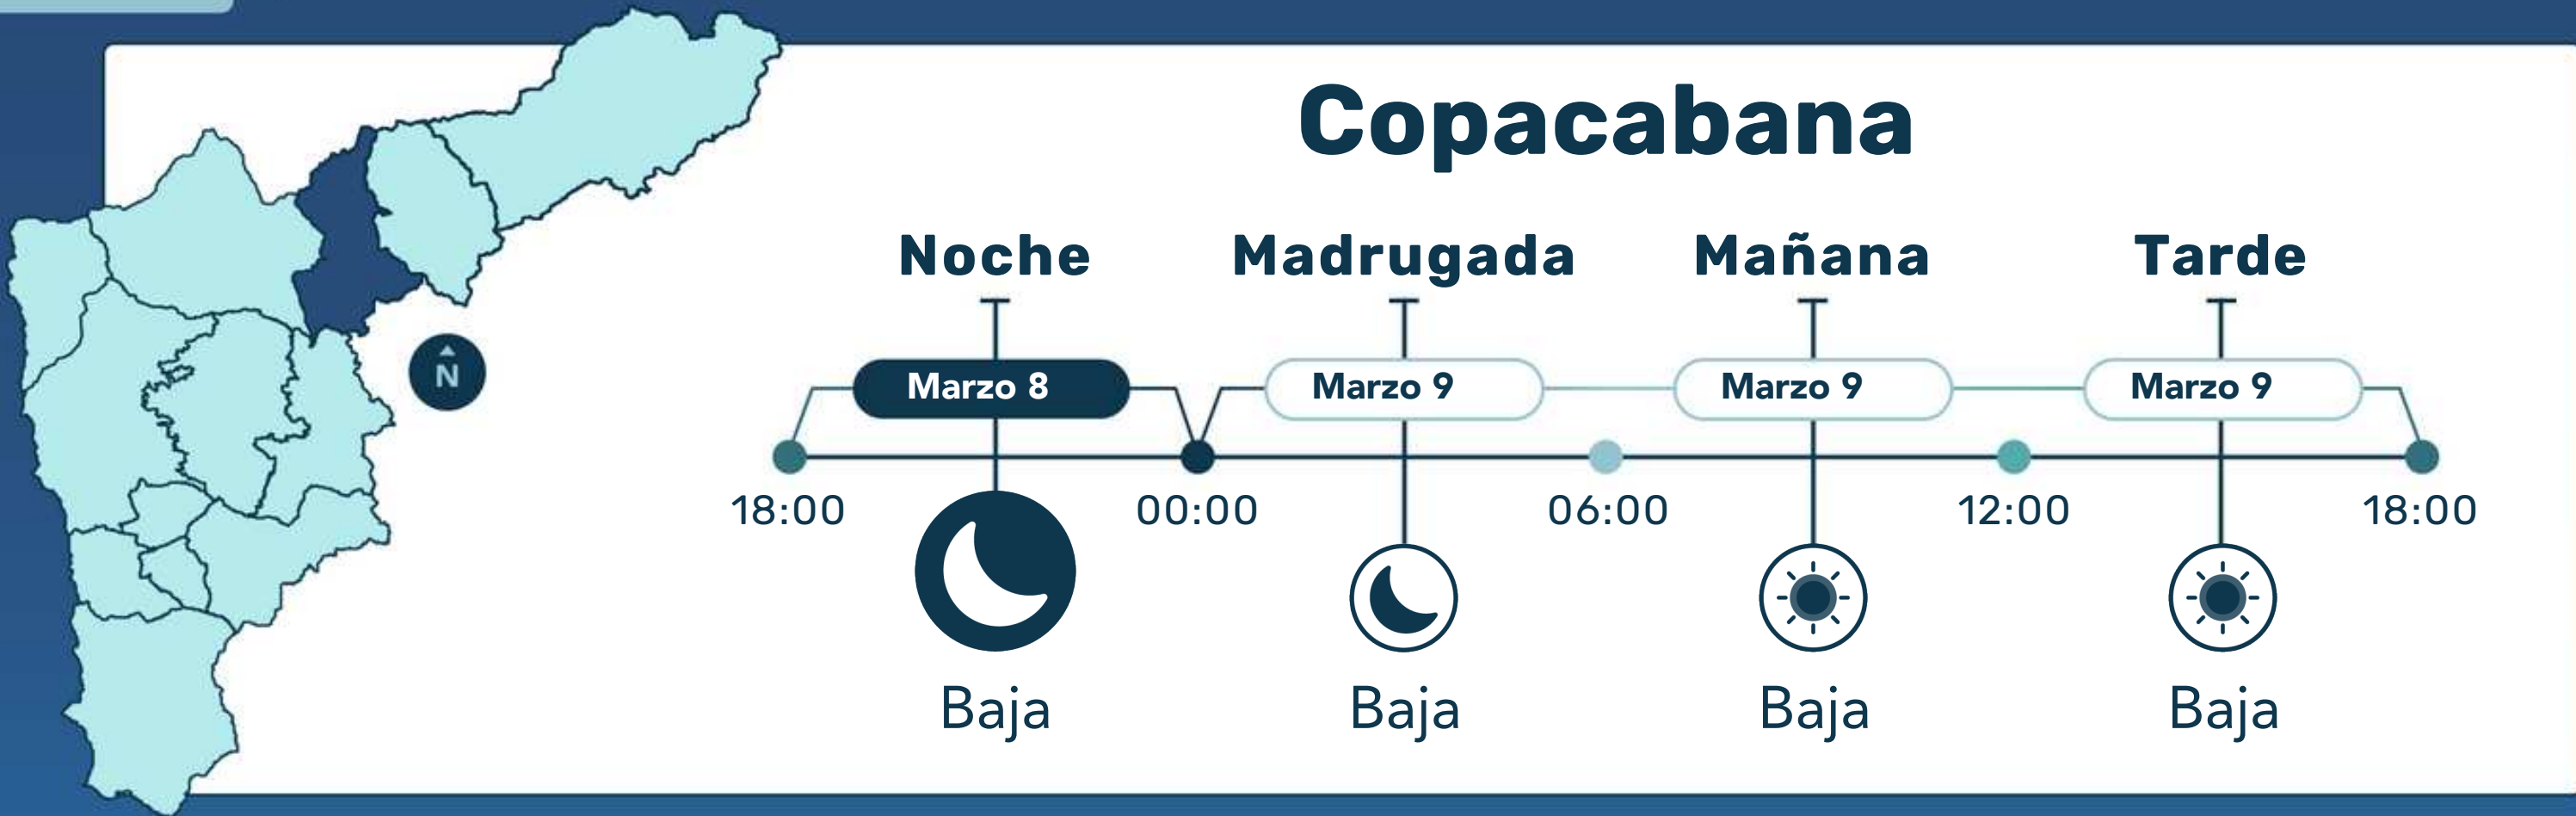 Copacabana
Noche Madrugada Mañana Tarde
Marzo 8 Marzo 9 Marzo 9 Marzo 9
N
18:00 00:00 06:00 12:00 18:00
Baja Baja Baja Baja